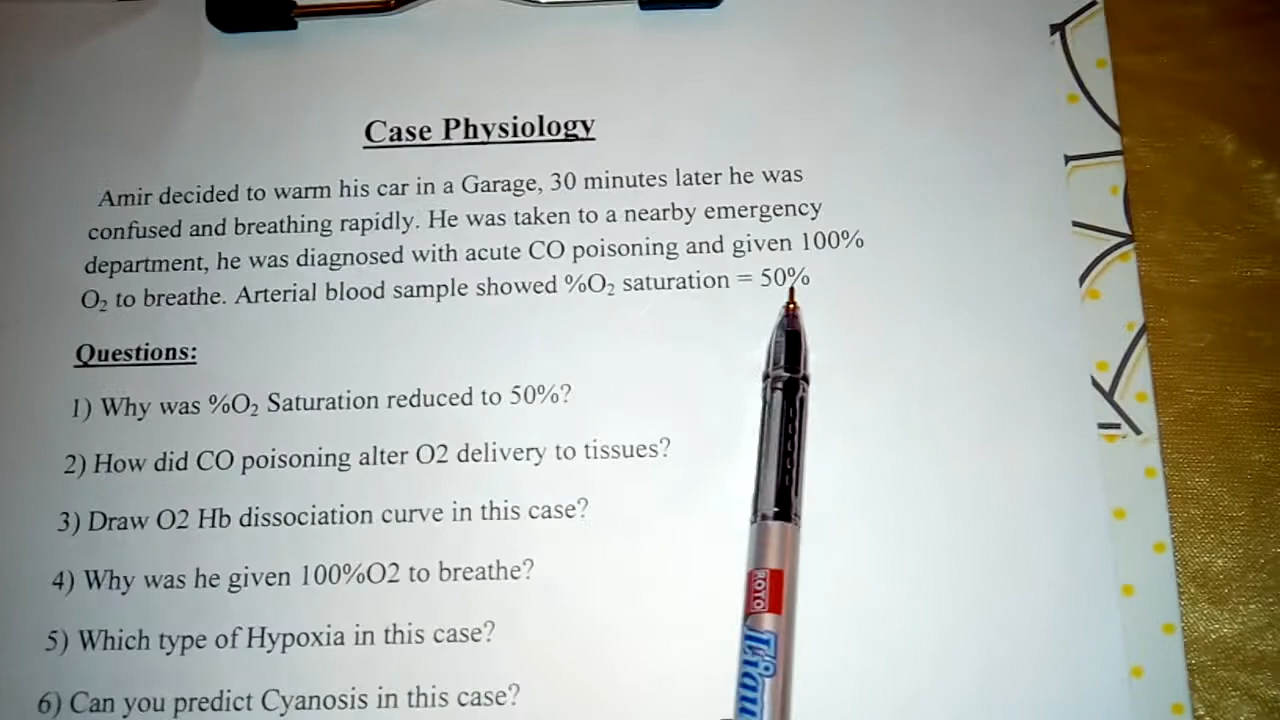 Case Physiology
Amir decided to warm his car in a Garage, 30 minutes later he was
confused and breathing rapidly. He was taken to a nearby emergency
department, he was diagnosed with acute CO poisoning and given 100%
O₂ to breathe. Arterial blood sample showed %O₂ saturation = 50%
Questions:
1) Why was %O₂ Saturation reduced to 50%?
2) How did CO poisoning alter O2 delivery to tissues?
3) Draw O2 Hb dissociation curve in this case?
4) Why was he given 100%O2 to breathe?
5) Which type of Hypoxia in this case?
6) Can you predict Cyanosis in this case?
ROTO